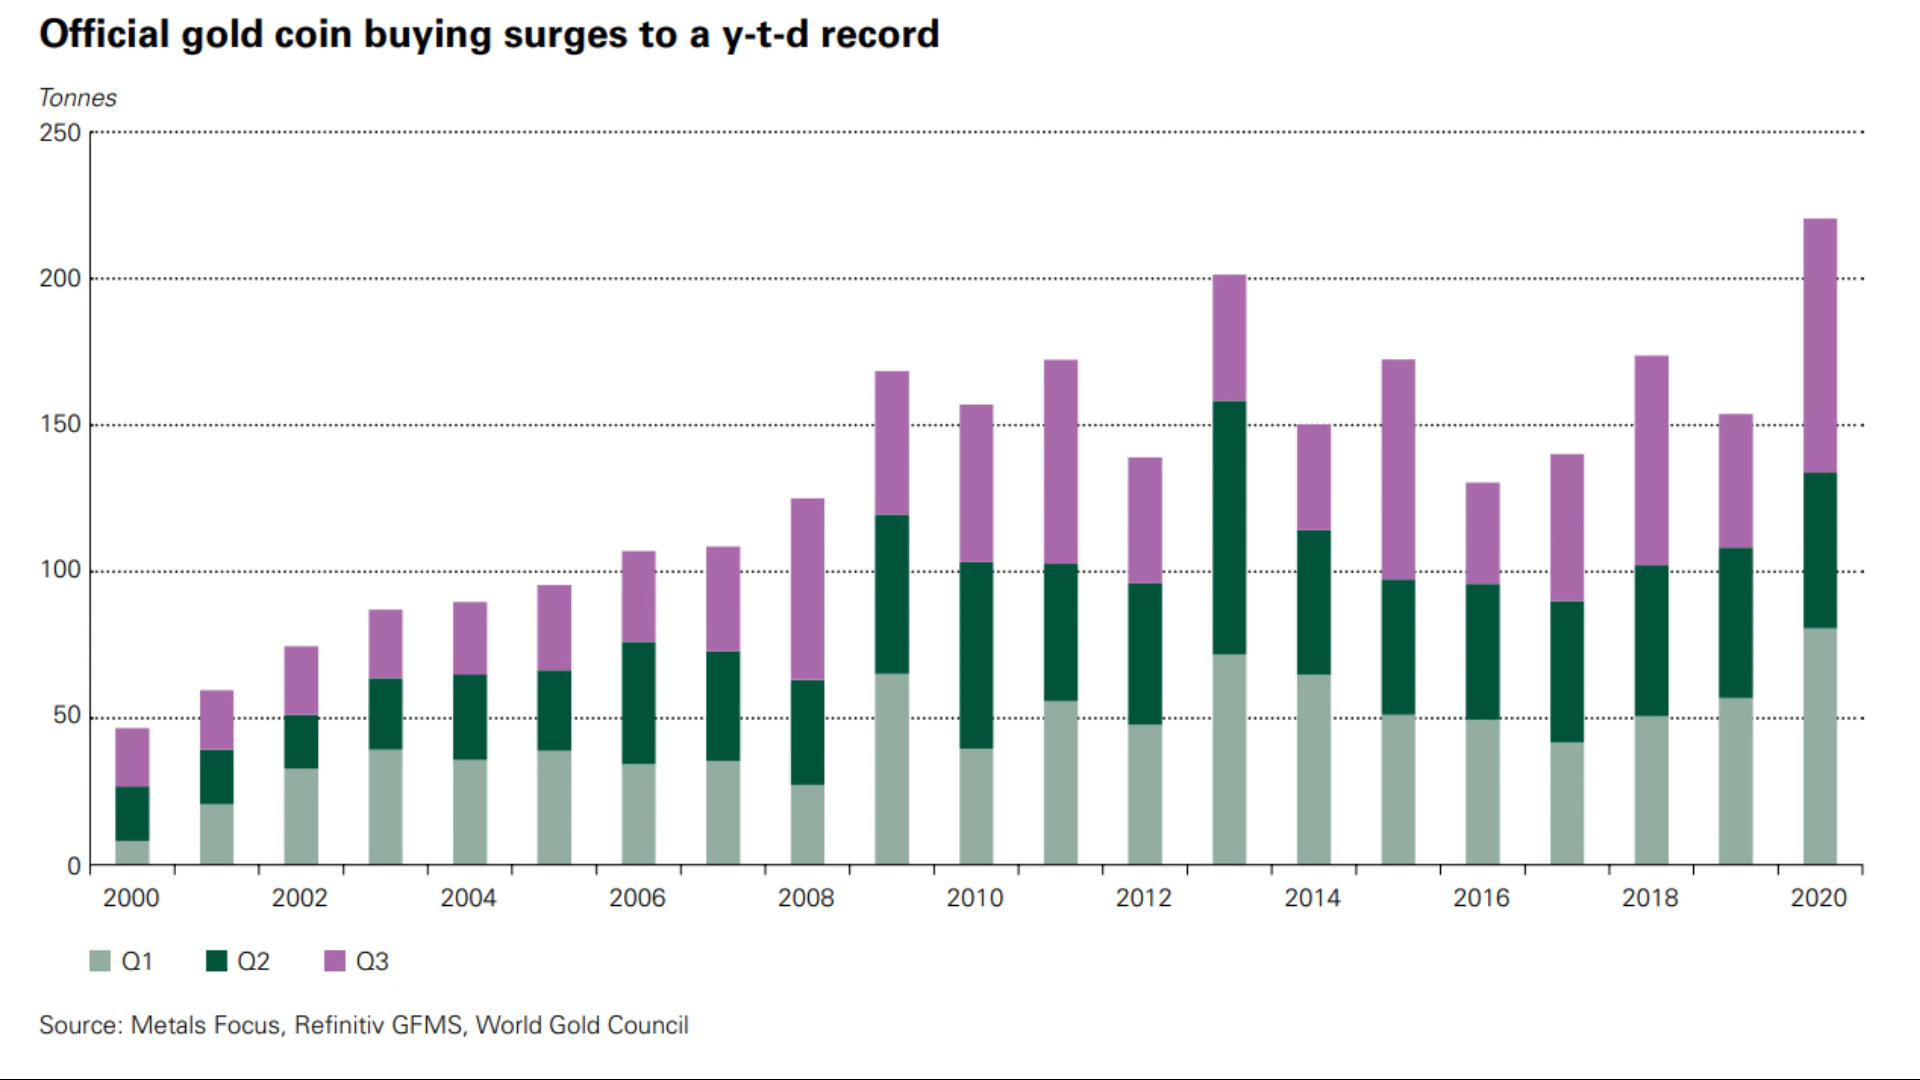 Official gold coin buying surges to a y-t-d record
Tonnes
250
200
150
100
50
0
2000 2002 2004 2006 2008 2010 2012 2014 2016 2018 2020
Q1 Q2 Q3
Source: Metals Focus, Refinitiv GFMS, World Gold Council